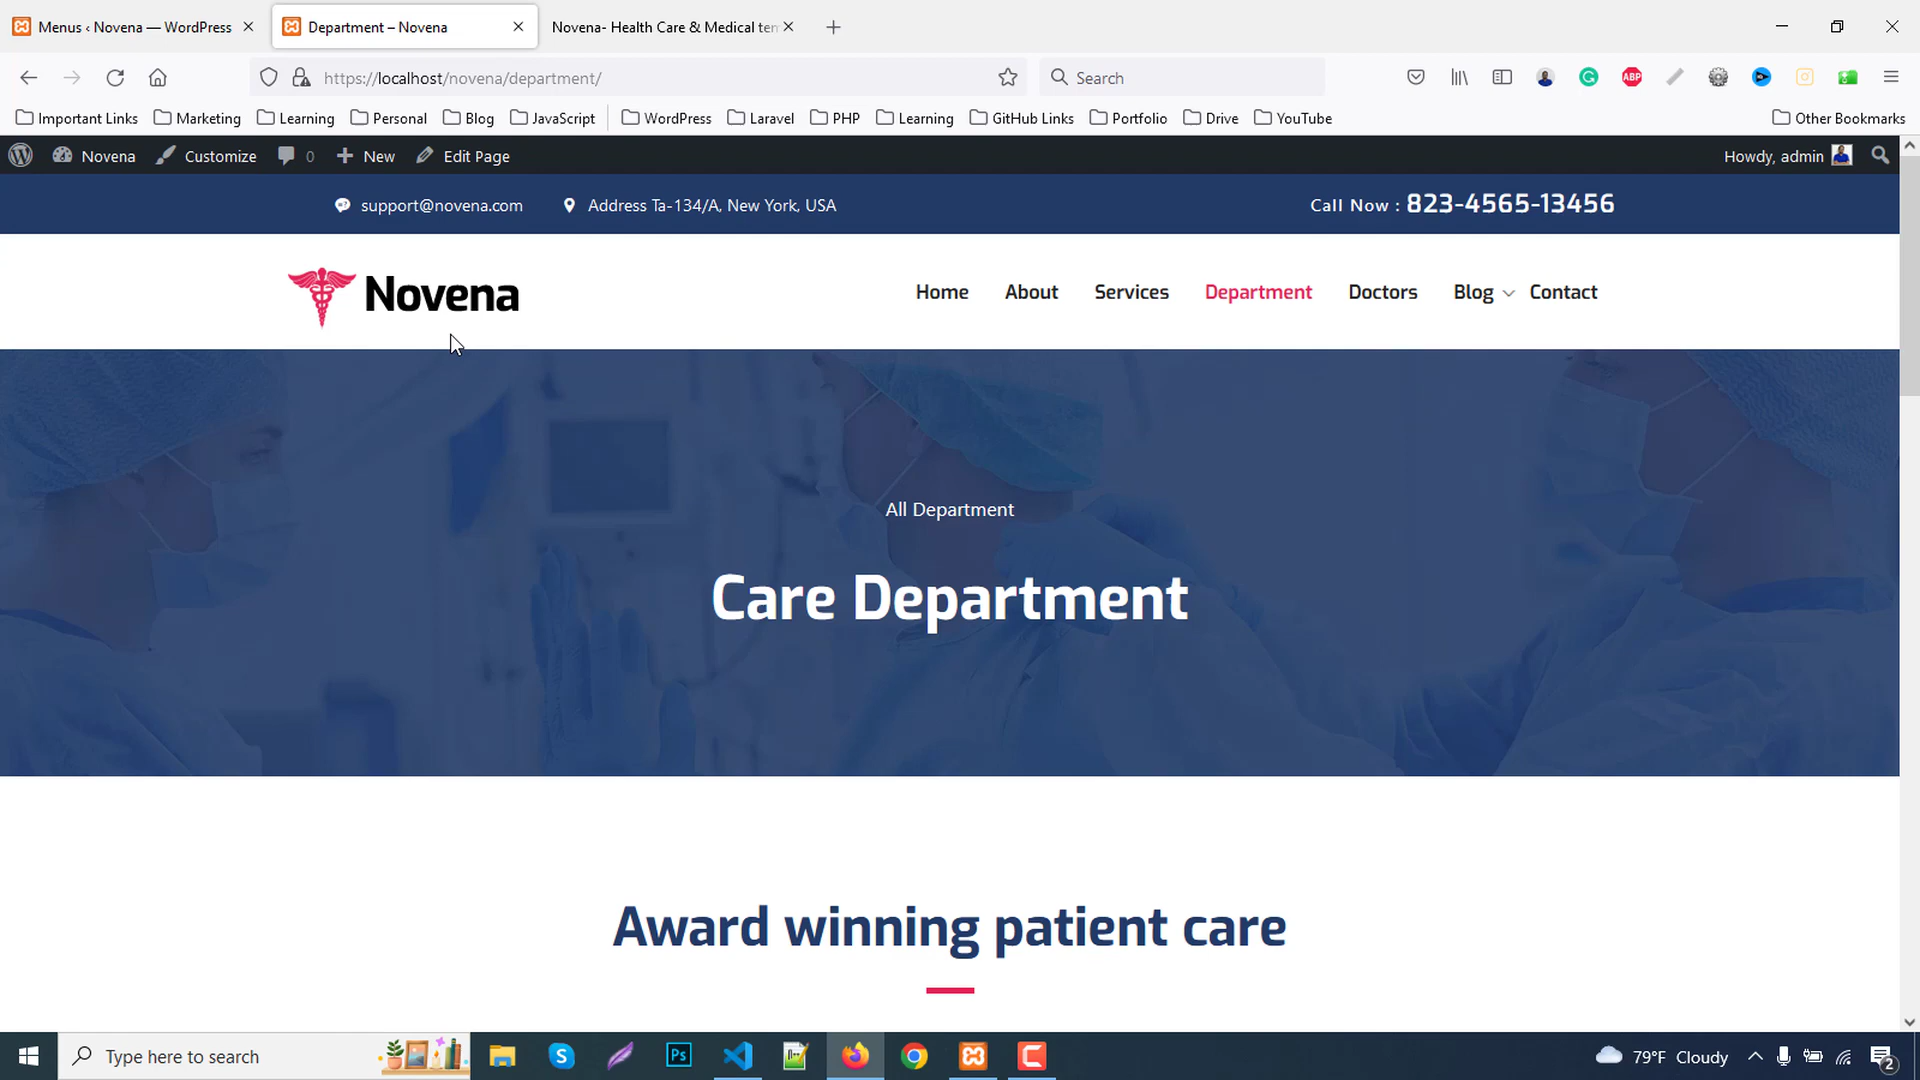 Menus ‹ Novena — WordPress
Department – Novena
Novena- Health Care & Medical tem
https://localhost/novena/department/
Search
ABP
Important Links
Marketing
Learning
Personal
Blog
JavaScript
WordPress
Laravel
PHP
Learning
GitHub Links
Portfolio
Drive
YouTube
Other Bookmarks
Novena
Customize
0
New
Edit Page
Howdy, admin
support@novena.com
Address Ta-134/A, New York, USA
Call Now : 823-4565-13456
Novena
Home
About
Services
Department
Doctors
Blog
Contact
All Department
Care Department
Award winning patient care
Type here to search
Ps
79°F Cloudy
2